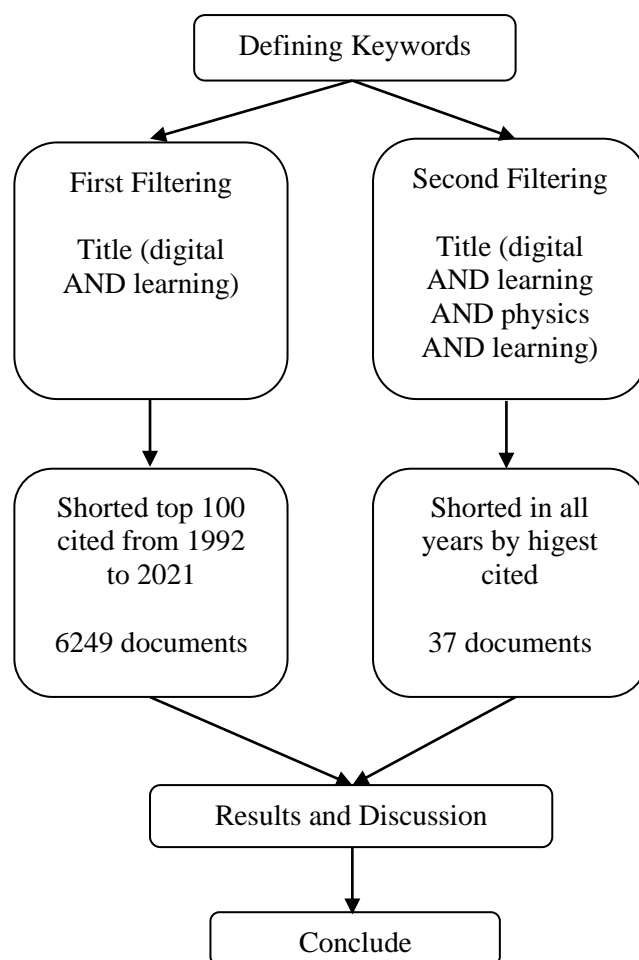 Defining Keywords
First Filtering
Title (digital
AND learning)
Second Filtering
Title (digital
AND learning
AND physics
AND learning)
Shorted top 100
cited from 1992
to 2021
6249 documents
Shorted in all
years by higest
cited
37 documents
Results and Discussion
Conclude